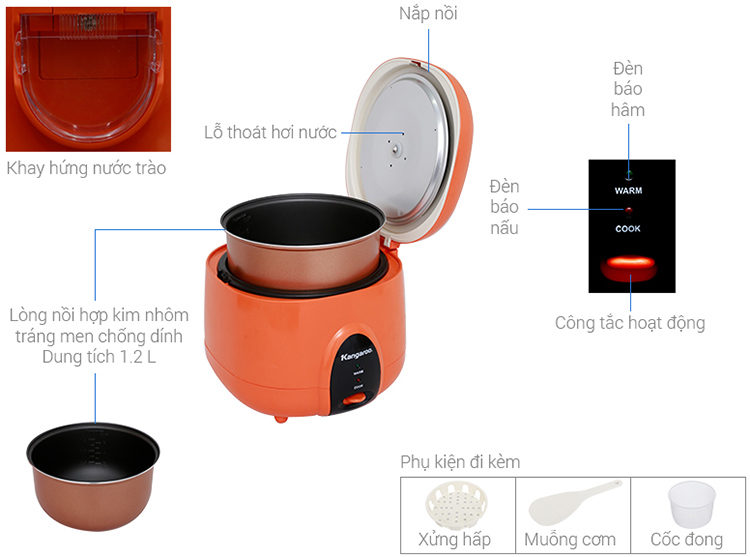 Nắp nồi
Lỗ thoát hơi nước
Khay hứng nước trào
Đèn
báo
hâm
Đèn
báo
nấu
WARM
COOK
Công tắc hoạt động
Lòng nồi hợp kim nhôm
tráng men chống dính
Dung tích 1.2 L
Kangaroo
WARM
COOK
Phụ kiện đi kèm
Xửng hấp
Muỗng cơm
Cốc đong